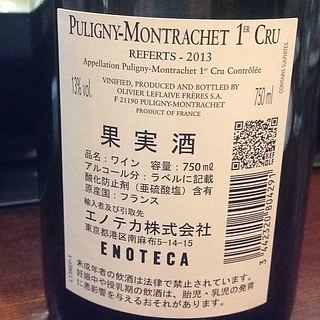 PULIGNY-MONTRACHET 1ER CRU
REFERTS - 2013
Appellation Puligny-Montrachet 1er Cru Contrôlée
13% vol.
VINIFIED, PRODUCED AND BOTTLED BY
OLIVIER LEFLAIVE FRÈRES S.A.
F 21190 PULIGNY-MONTRACHET
PRODUCT OF FRANCE
750 ml
CONTAINS SULPHITES
果実酒
品名：ワイン 容量：750㎖
アルコール分：ラベルに記載
酸化防止剤（亜硫酸塩）含有
原産国：フランス
輸入者及び引取先
エノテカ株式会社
東京都港区南麻布5-14-15
ENOTECA
3442320804291
未成年者の飲酒は法律で禁止されています。
妊娠中や授乳期の飲酒は、胎児・乳児の発育
に悪影響を与えるおそれがあります。